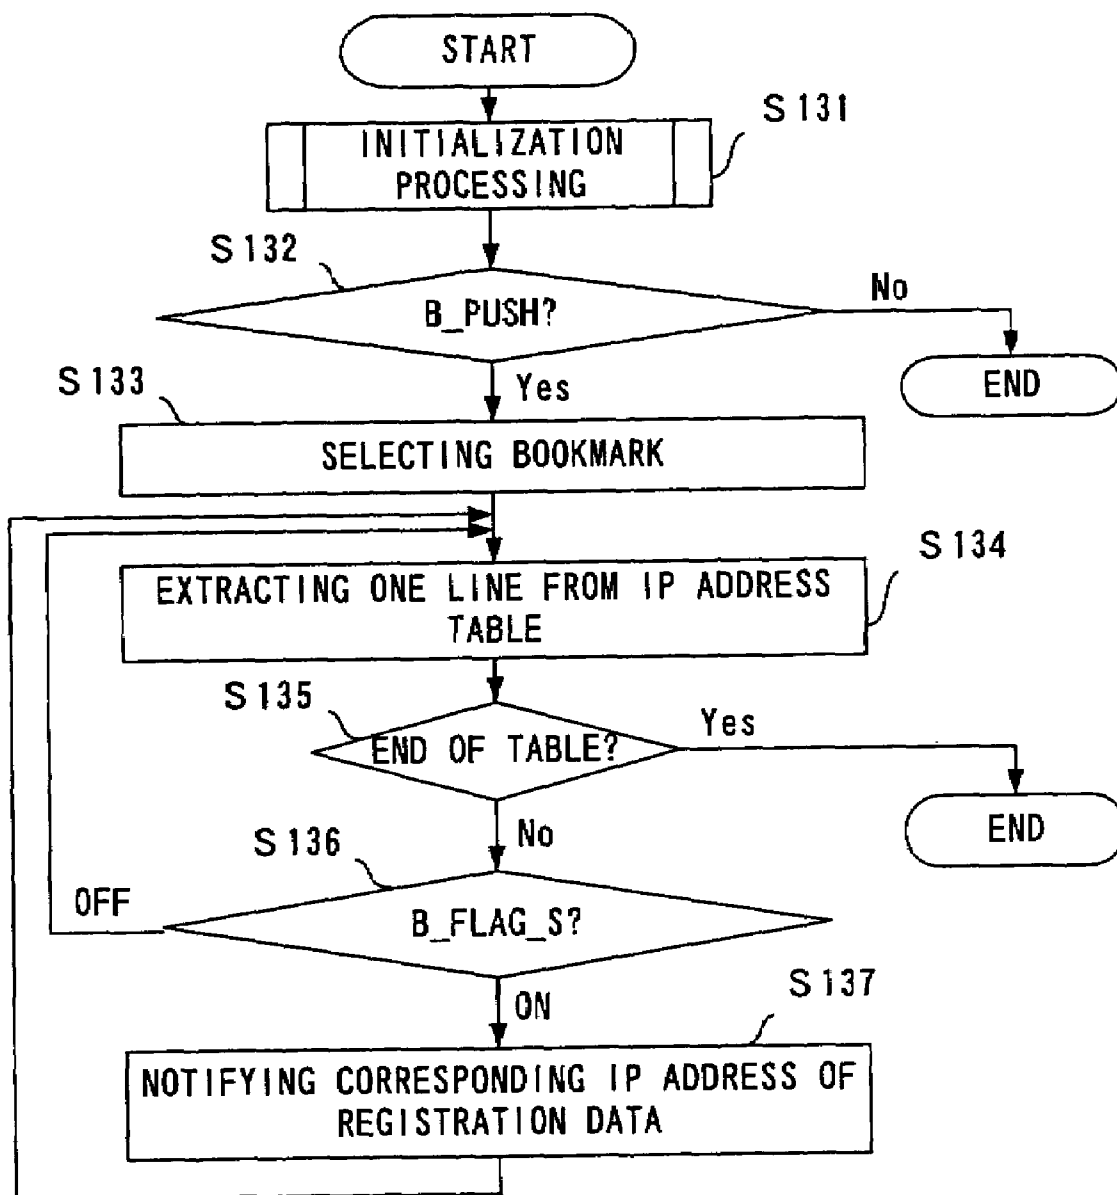 START
S131
INITIALIZATION
PROCESSING
S132
B_PUSH?
No
END
S133
Yes
SELECTING BOOKMARK
S134
EXTRACTING ONE LINE FROM IP ADDRESS
TABLE
S135
END OF TABLE?
Yes
END
No
S136
OFF
B_FLAG_S?
ON
S137
NOTIFYING CORRESPONDING IP ADDRESS OF
REGISTRATION DATA